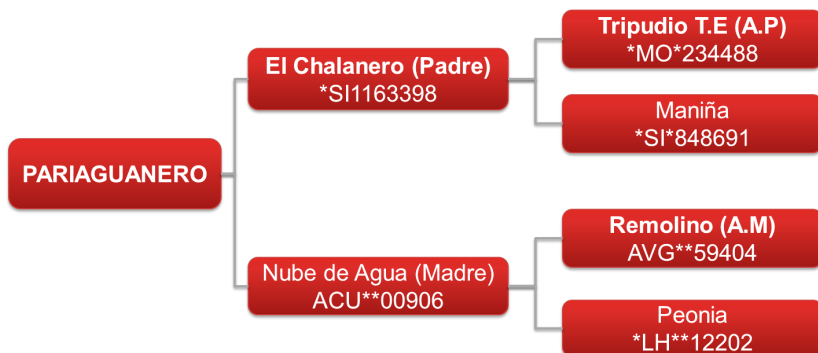 PARIAGUANERO
El Chalanero (Padre)
*SI1163398
Nube de Agua (Madre)
ACU**00906
Tripudio T.E (A.P)
*MO*234488
Maniña
*SI*848691
Remolino (A.M)
AVG**59404
Peonia
*LH**12202